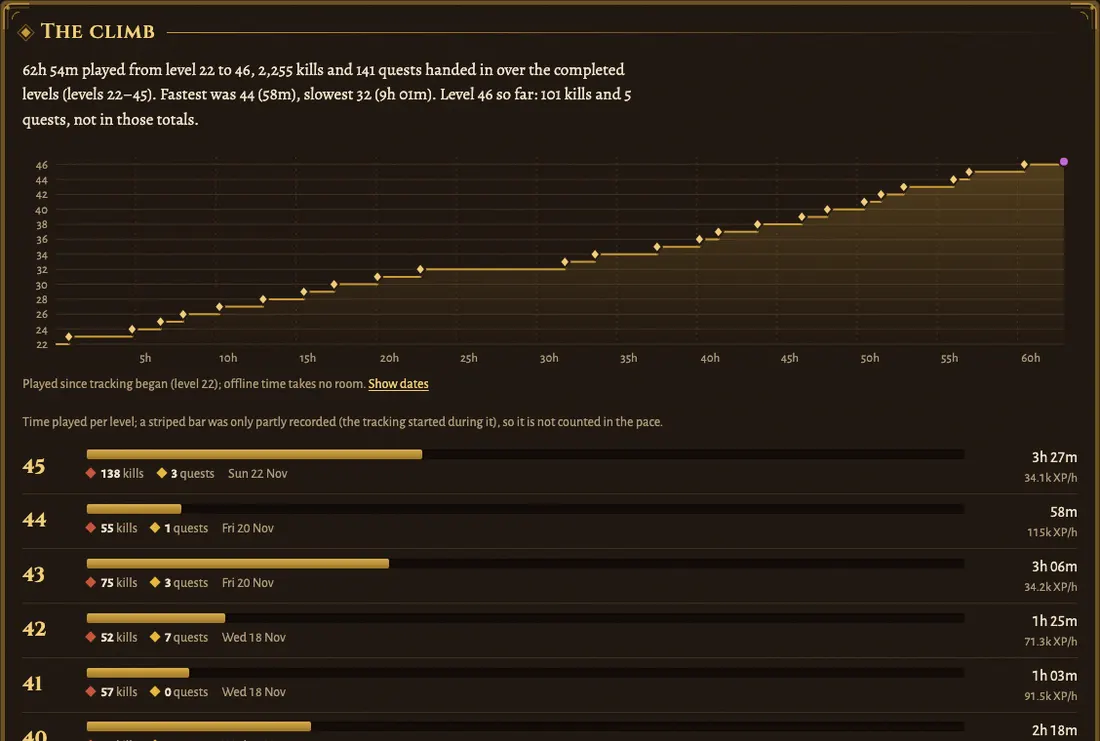 THE CLIMB
62h 54m played from level 22 to 46, 2,255 kills and 141 quests handed in over the completed
levels (levels 22–45). Fastest was 44 (58m), slowest 32 (9h 01m). Level 46 so far: 101 kills and 5
quests, not in those totals.
46
44
42
40
38
36
34
32
30
28
26
24
22
5h 10h 15h 20h 25h 30h 35h 40h 45h 50h 55h 60h
Played since tracking began (level 22); offline time takes no room. Show dates
Time played per level; a striped bar was only partly recorded (the tracking started during it), so it is not counted in the pace.
45 3h 27m
138 kills 3 quests Sun 22 Nov 34.1k XP/h
44 58m
55 kills 1 quests Fri 20 Nov 115k XP/h
43 3h 06m
75 kills 3 quests Fri 20 Nov 34.2k XP/h
42 1h 25m
52 kills 7 quests Wed 18 Nov 71.3k XP/h
41 1h 03m
57 kills 0 quests Wed 18 Nov 91.5k XP/h
40 2h 18m